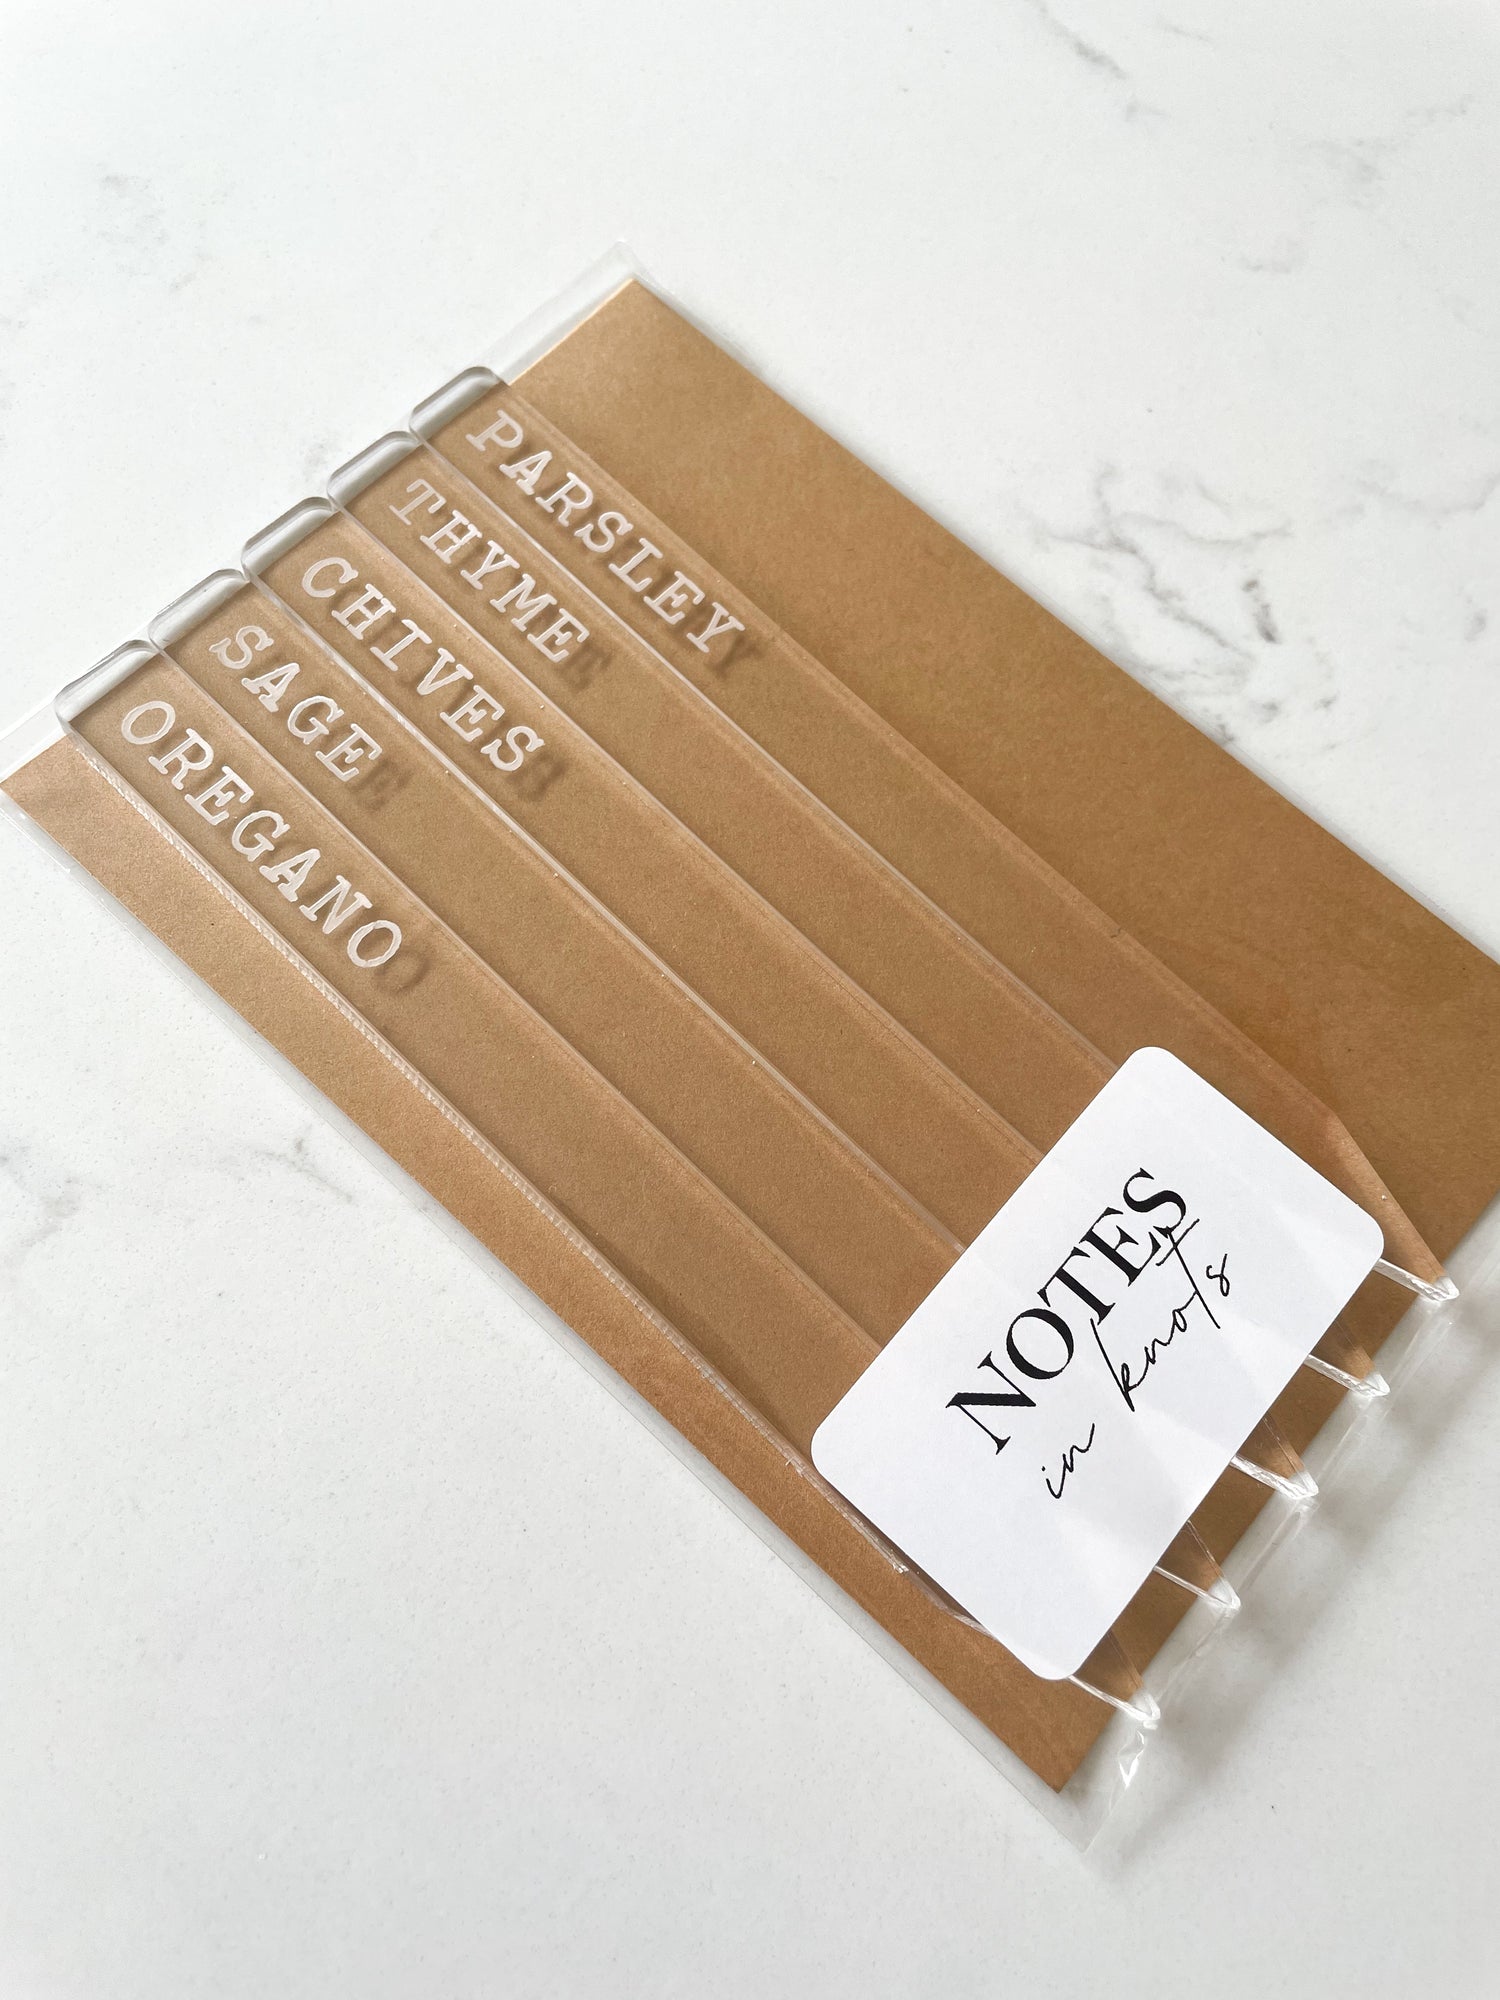 PARSLEY
THYME
CHIVES
SAGE
OREGANO
NOTES
in knots